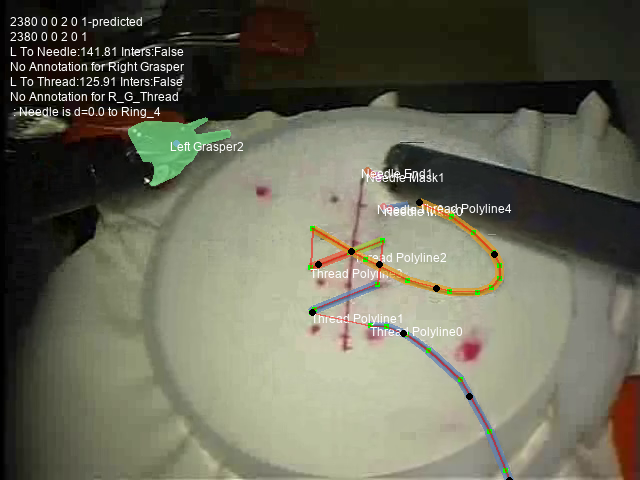 2380 0 0 2 0 1-predicted
2380 0 0 2 0 1
L To Needle:141.81 Inters:False
No Annotation for Right Grasper
L To Thread:125.91 Inters:False
No Annotation for R_G_Thread
: Needle is d=0.0 to Ring_4
Left Grasper2
Needle End1
Needle Mask1
Thread Polyline4
Thread Polyline2
Thread Polyline1
Thread Polyline0